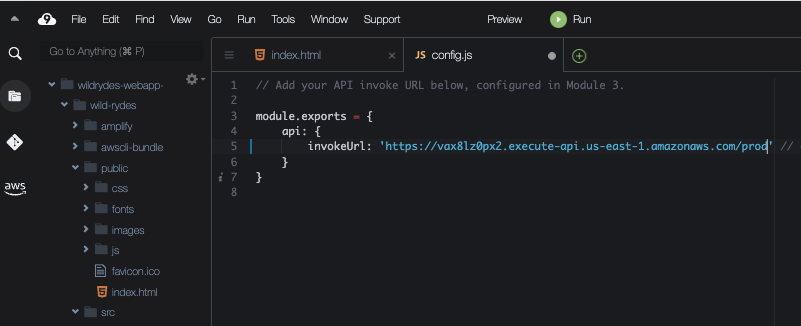 9 File Edit Find View Go Run Tools Window Support Preview Run
Go to Anything (⌘ P)
index.html ×
JS config.js
wildrydes-webapp-
wild-rydes
amplify
awscli-bundle
public
css
fonts
images
js
favicon.ico
index.html
src
aws
1 // Add your API invoke URL below, configured in Module 3.
2
3 module.exports = {
4 api: {
5 invokeUrl: 'https://vax8lz0px2.execute-api.us-east-1.amazonaws.com/prod' //
6 }
i 7 }
8